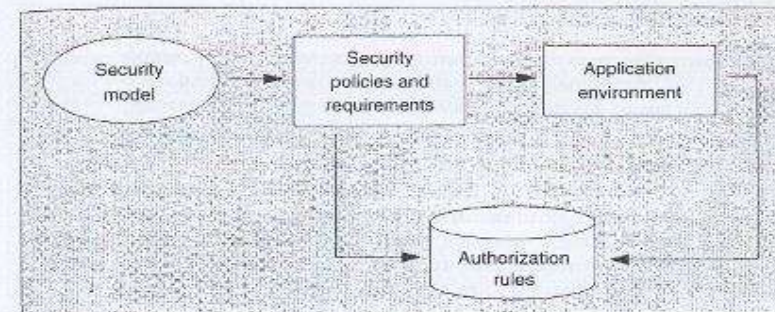 Security
model
Security
policies and
requirements
Application
environment
Authorization
rules